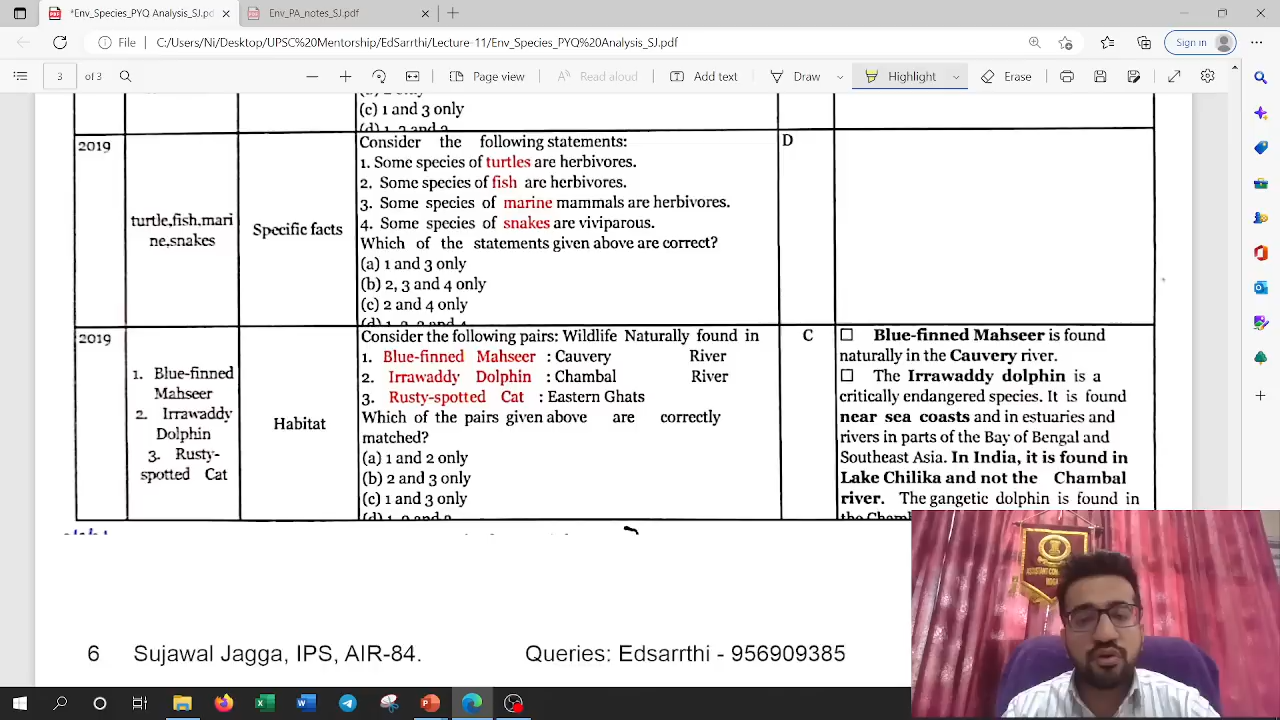 *Env_Species_PYQ Analysis_SJ.pdf
Env_PA_notes_SJ.pdf
File
C:/Users/Ni/Desktop/UPSC%20Mentorship/EdSarrthi/Lecture-11/Env_Species_PYQ%20Analysis_SJ.pdf
Sign in
3 of 3
Page view
Read aloud
Add text
Draw
Highlight
Erase
(c) 1 and 3 only
2019
turtle,fish,mari
ne,snakes
Specific facts
Consider the following statements:
1. Some species of turtles are herbivores.
2. Some species of fish are herbivores.
3. Some species of marine mammals are herbivores.
4. Some species of snakes are viviparous.
Which of the statements given above are correct?
(a) 1 and 3 only
(b) 2, 3 and 4 only
(c) 2 and 4 only
D
2019
1. Blue-finned
Mahseer
2. Irrawaddy
Dolphin
3. Rusty-
spotted Cat
Habitat
Consider the following pairs: Wildlife Naturally found in
1. Blue-finned Mahseer : Cauvery River
2. Irrawaddy Dolphin : Chambal River
3. Rusty-spotted Cat : Eastern Ghats
Which of the pairs given above are correctly
matched?
(a) 1 and 2 only
(b) 2 and 3 only
(c) 1 and 3 only
C
☐ Blue-finned Mahseer is found
naturally in the Cauvery river.
☐ The Irrawaddy dolphin is a
critically endangered species. It is found
near sea coasts and in estuaries and
rivers in parts of the Bay of Bengal and
Southeast Asia. In India, it is found in
Lake Chilika and not the Chambal
river. The gangetic dolphin is found in
6 Sujawal Jagga, IPS, AIR-84.
Queries: Edsarrthi - 956909385